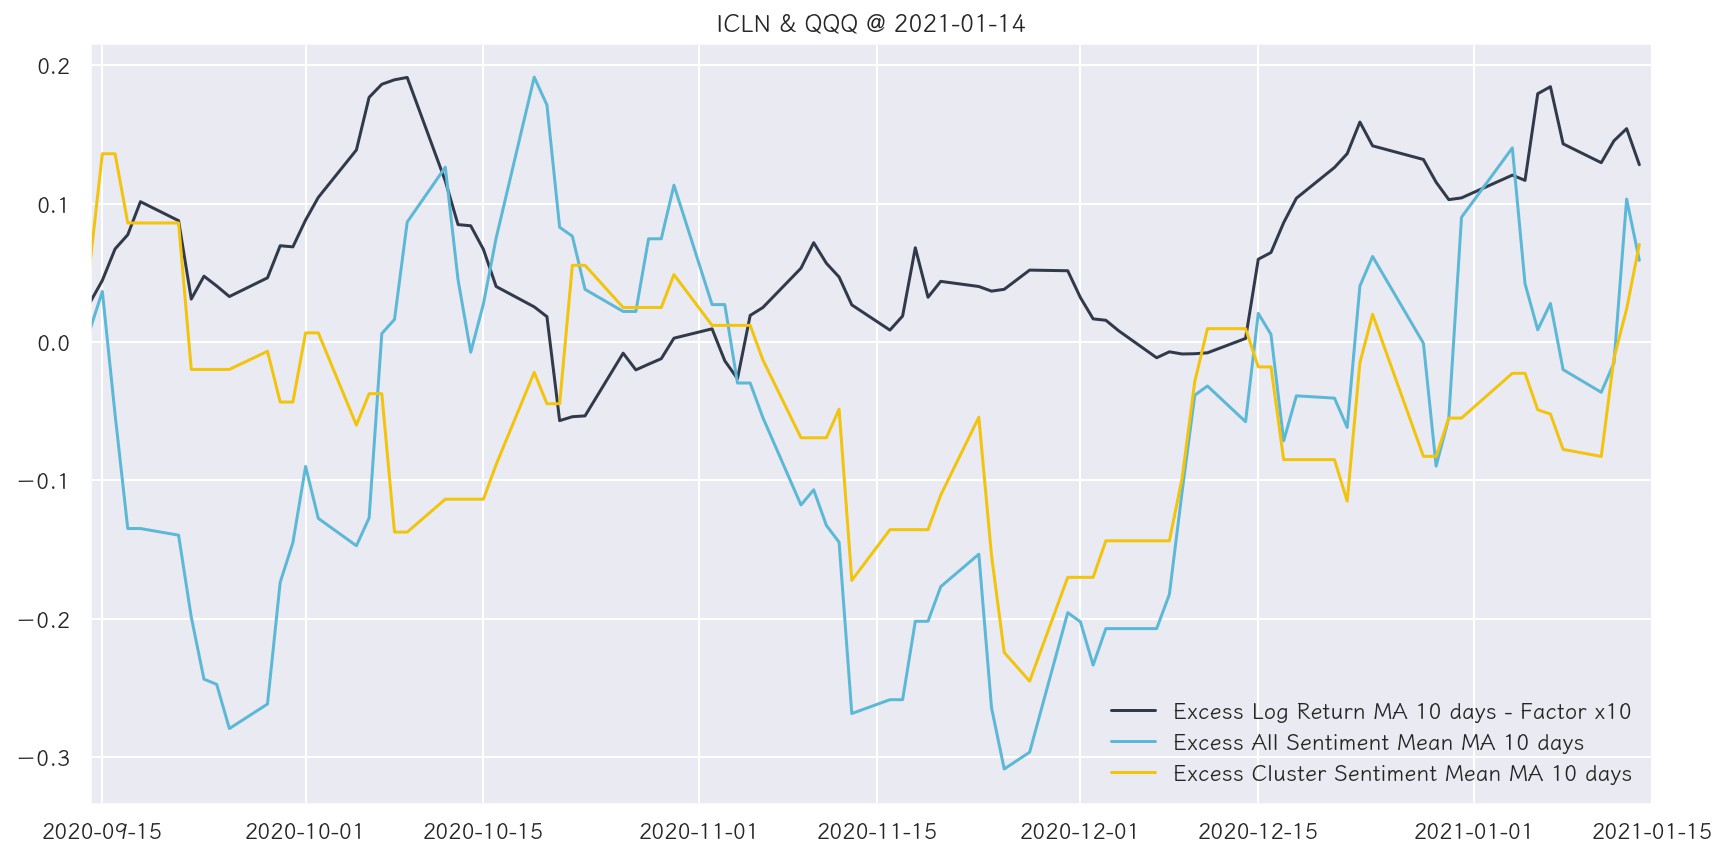 ICLN & QQQ @ 2021-01-14
0.2
0.1
0.0
−0.1
−0.2
−0.3
Excess Log Return MA 10 days - Factor x10
Excess All Sentiment Mean MA 10 days
Excess Cluster Sentiment Mean MA 10 days
2020-09-15 2020-10-01 2020-10-15 2020-11-01 2020-11-15 2020-12-01 2020-12-15 2021-01-01 2021-01-15